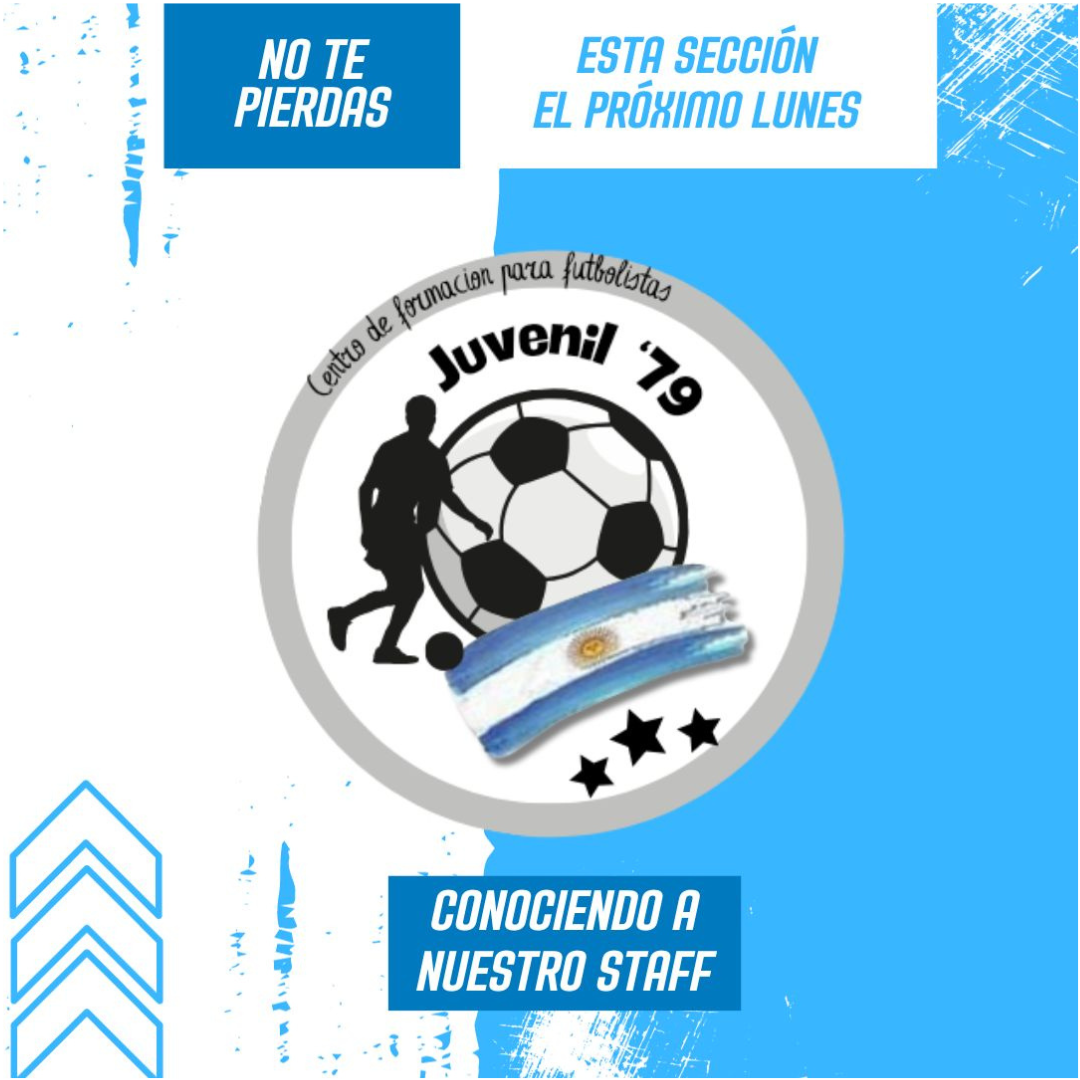 NO TE
PIERDAS
ESTA SECCIÓN
EL PRÓXIMO LUNES
Centro de formacion para futbolistas
Juvenil '79
CONOCIENDO A
NUESTRO STAFF